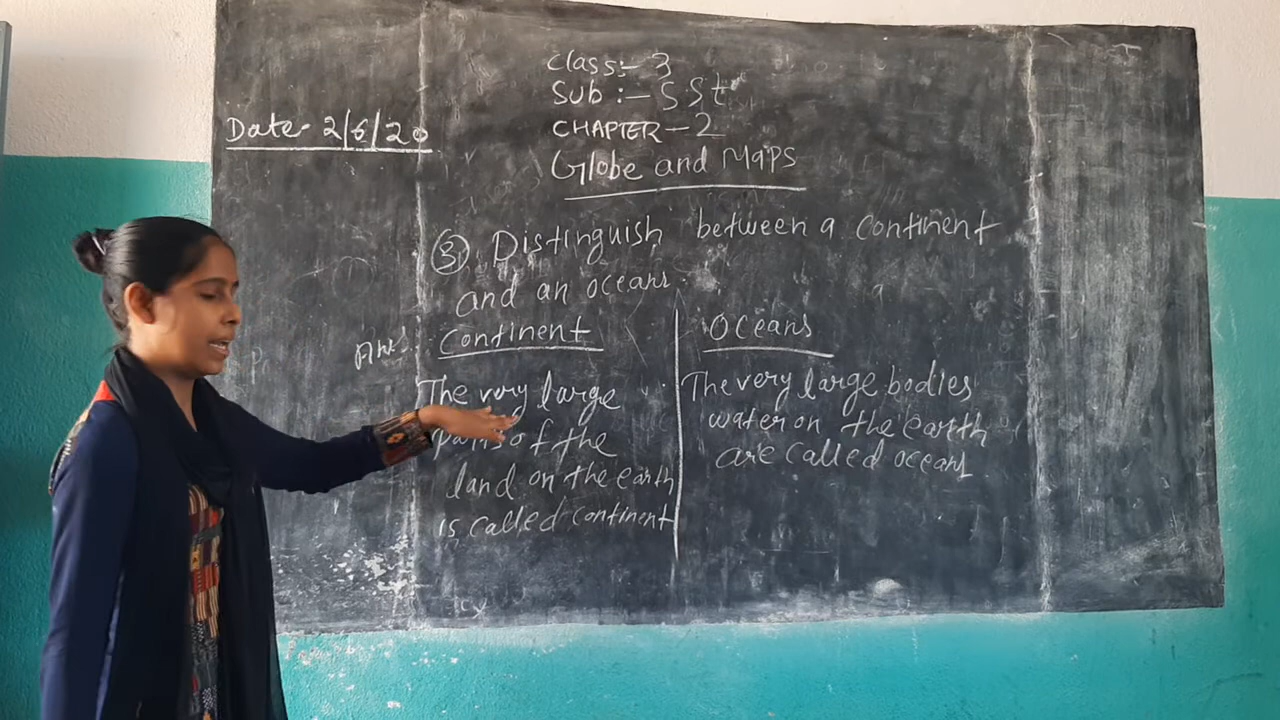 Class:- 3
Sub:- SSt
Date- 2/6/20
CHAPTER-2
Globe and Maps
(3) Distinguish between a continent
and an oceans
Ans:-
Continent
Oceans
The very large
parts of the
land on the earth
is called continent
The very large bodies
water on the earth
are called oceans